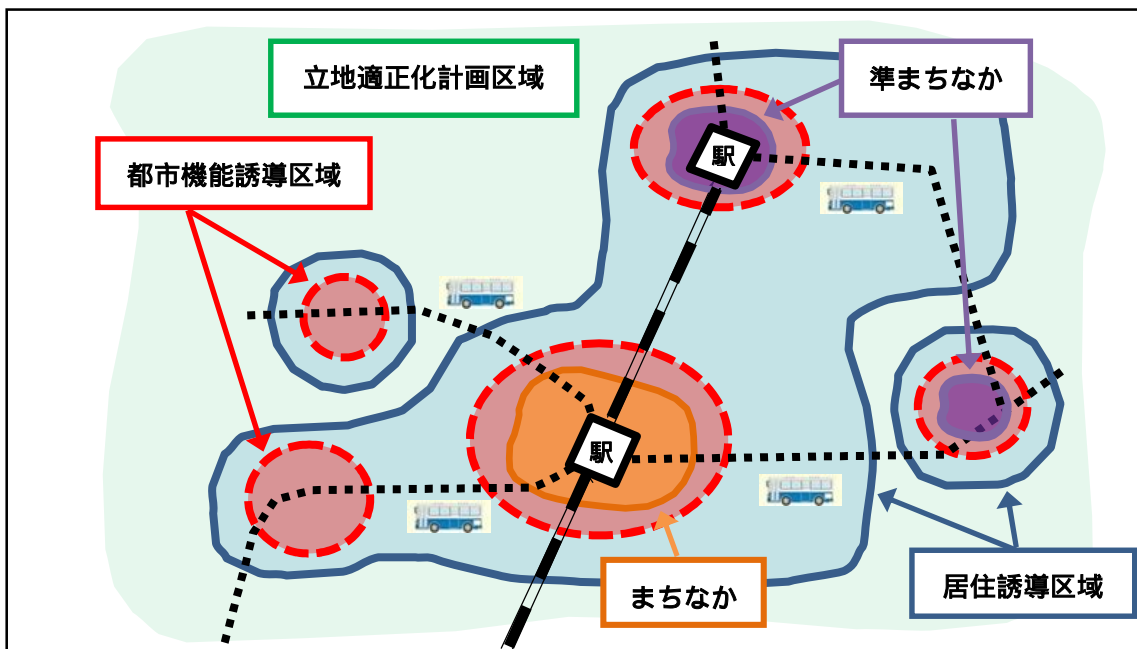 立地適正化計画区域
準まちなか
駅
都市機能誘導区域
駅
まちなか
居住誘導区域